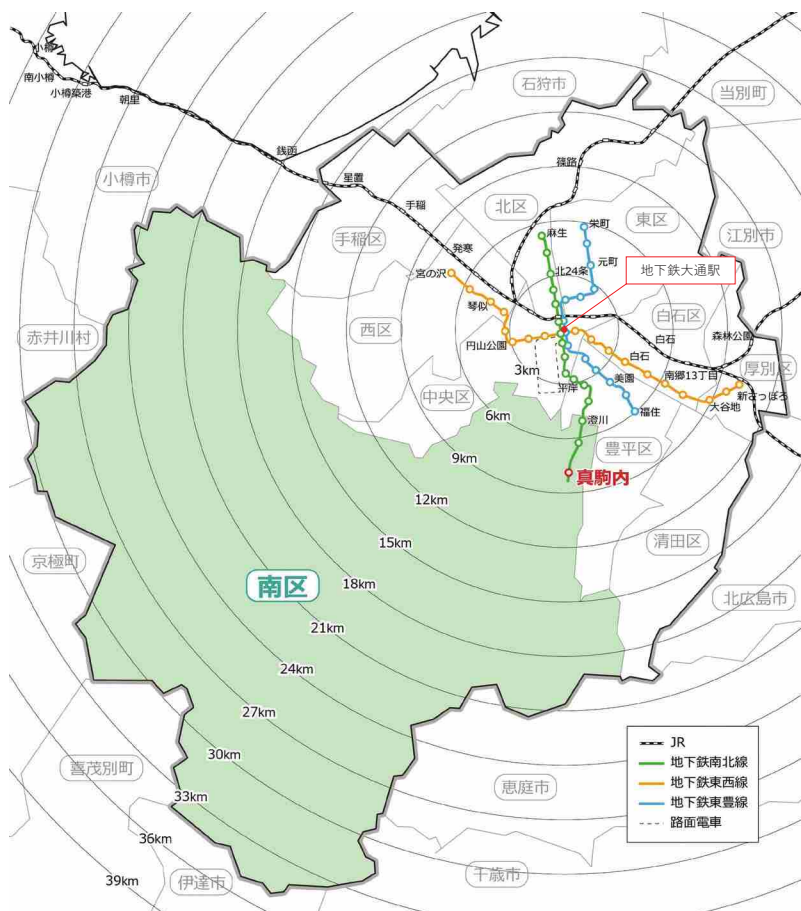 石狩市
当別町
小樽
南小樽
小樽築港
朝里
銭函
星置
篠路
小樽市
手稲
北区
東区
手稲区
発寒
麻生
栄町
江別市
宮の沢
北24条
元町
地下鉄大通駅
琴似
白石区
赤井川村
西区
円山公園
森林公園
白石
3km
平岸
美園
南郷13丁目
厚別区
中央区
新さっぽろ
大谷地
福住
6km
澄川
豊平区
9km
真駒内
12km
15km
清田区
京極町
南区
18km
北広島市
21km
24km
27km
JR
30km
地下鉄南北線
喜茂別町
恵庭市
地下鉄東西線
33km
地下鉄東豊線
路面電車
36km
39km
伊達市
千歳市